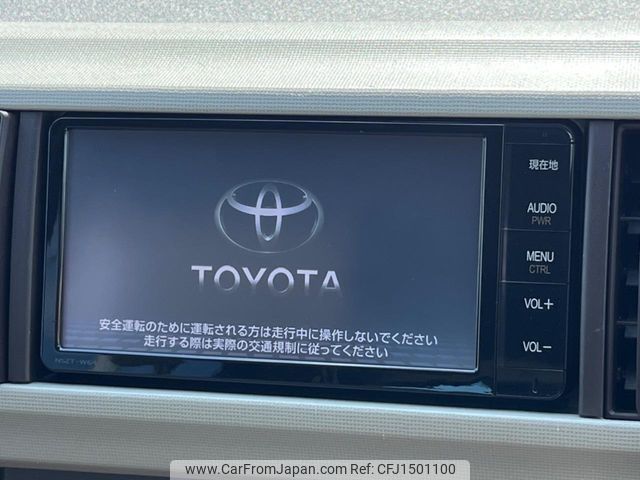 現在地
AUDIO
PWR
TOYOTA
MENU
CTRL
VOL+
安全運転のために運転される方は走行中に操作しないでください
走行する際は実際の交通規制に従ってください
VOL−
www.CarFromJapan.com - CFJ1501100